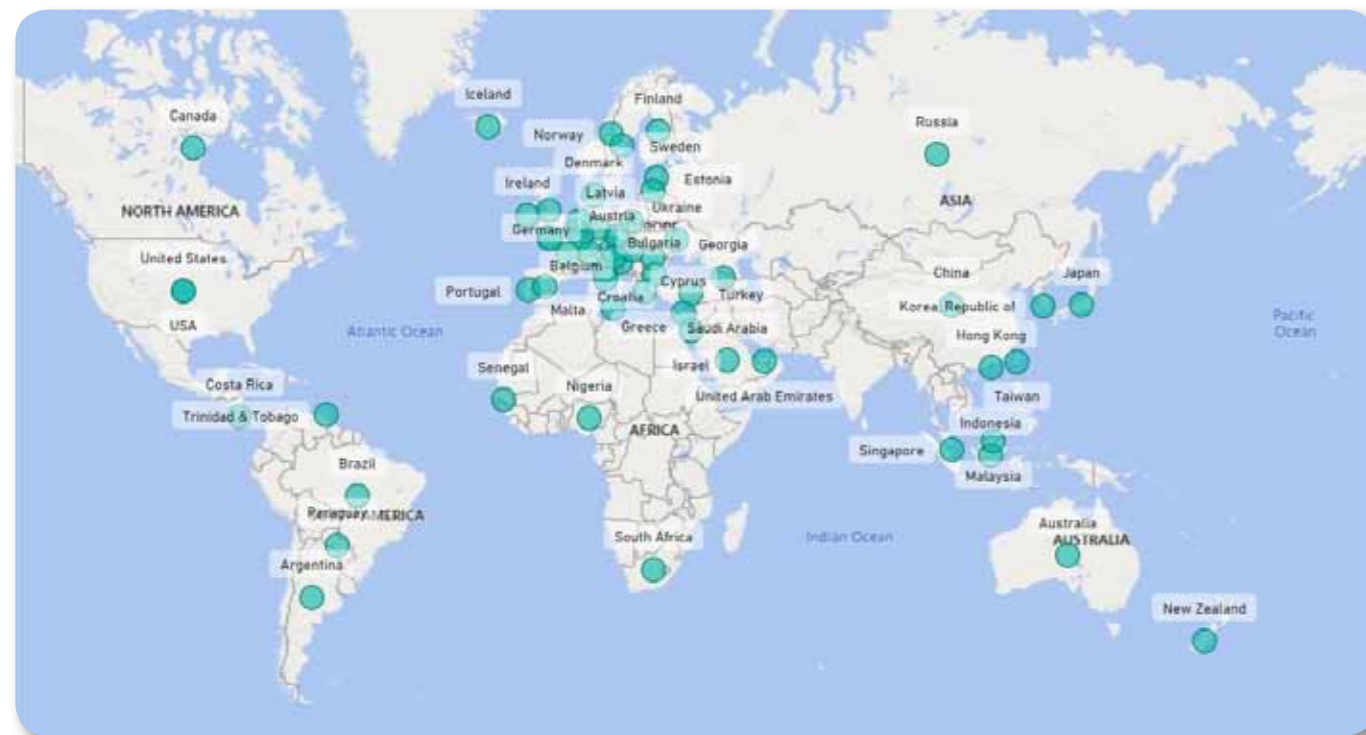 Iceland
Finland
Canada
Russia
Norway
Sweden
Denmark
Ireland
Estonia
Latvia
ASIA
NORTH AMERICA
Ukraine
Austria
Germany
Bulgaria
Georgia
United States
Belgium
China
Japan
Cyprus
Portugal
Croatia
Turkey
Malta
Korea Republic of
Pacific
Ocean
USA
Atlantic Ocean
Greece
Saudi Arabia
Hong Kong
Senegal
Israel
Costa Rica
Nigeria
United Arab Emirates
Taiwan
Trinidad & Tobago
AFRICA
Indonesia
Singapore
Brazil
Malaysia
Paraguay
AMERICA
Australia
South Africa
Indian Ocean
AUSTRALIA
Argentina
New Zealand